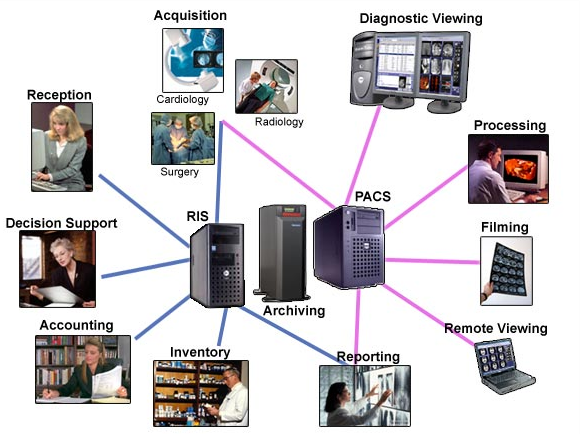 Acquisition
Diagnostic Viewing
Reception
Cardiology
Radiology
Processing
Surgery
PACS
RIS
Decision Support
Filming
Archiving
Accounting
Remote Viewing
Inventory
Reporting